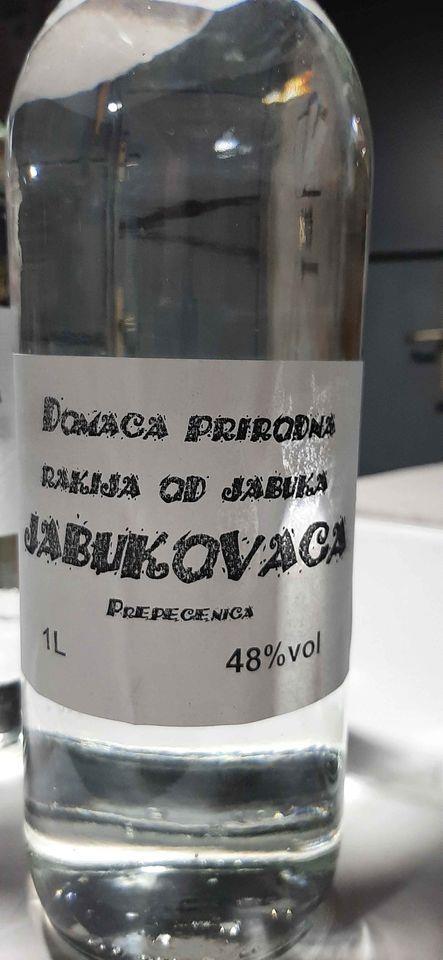 Domaca prirodna
rakija od jabuka
JABUKOVACA
Prepecenica
1L
48%vol